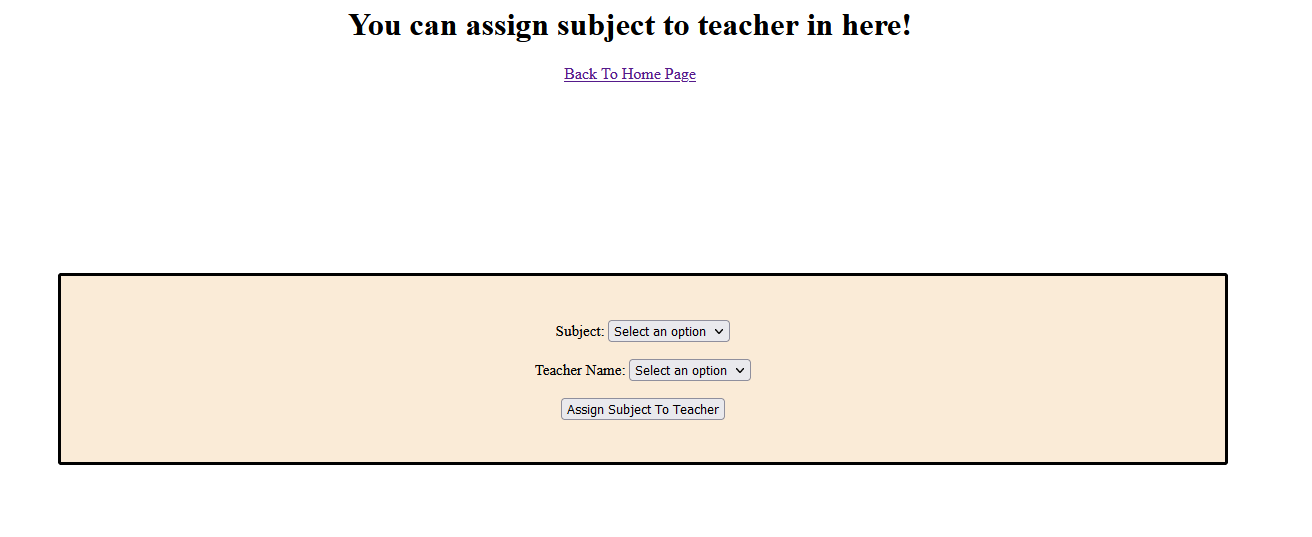 You can assign subject to teacher in here!
Back To Home Page
Subject: Select an option
Teacher Name: Select an option
Assign Subject To Teacher